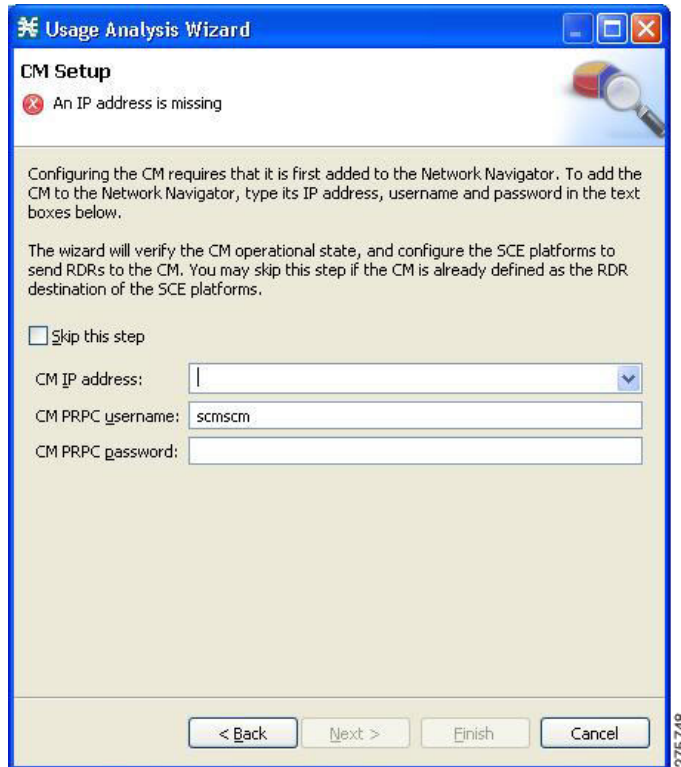 Usage Analysis Wizard
CM Setup
An IP address is missing
Configuring the CM requires that it is first added to the Network Navigator. To add the
CM to the Network Navigator, type its IP address, username and password in the text
boxes below.
The wizard will verify the CM operational state, and configure the SCE platforms to
send RDRs to the CM. You may skip this step if the CM is already defined as the RDR
destination of the SCE platforms.
Skip this step
CM IP address:
CM PRPC username: scmscm
CM PRPC password:
< Back Next > Finish Cancel
275748